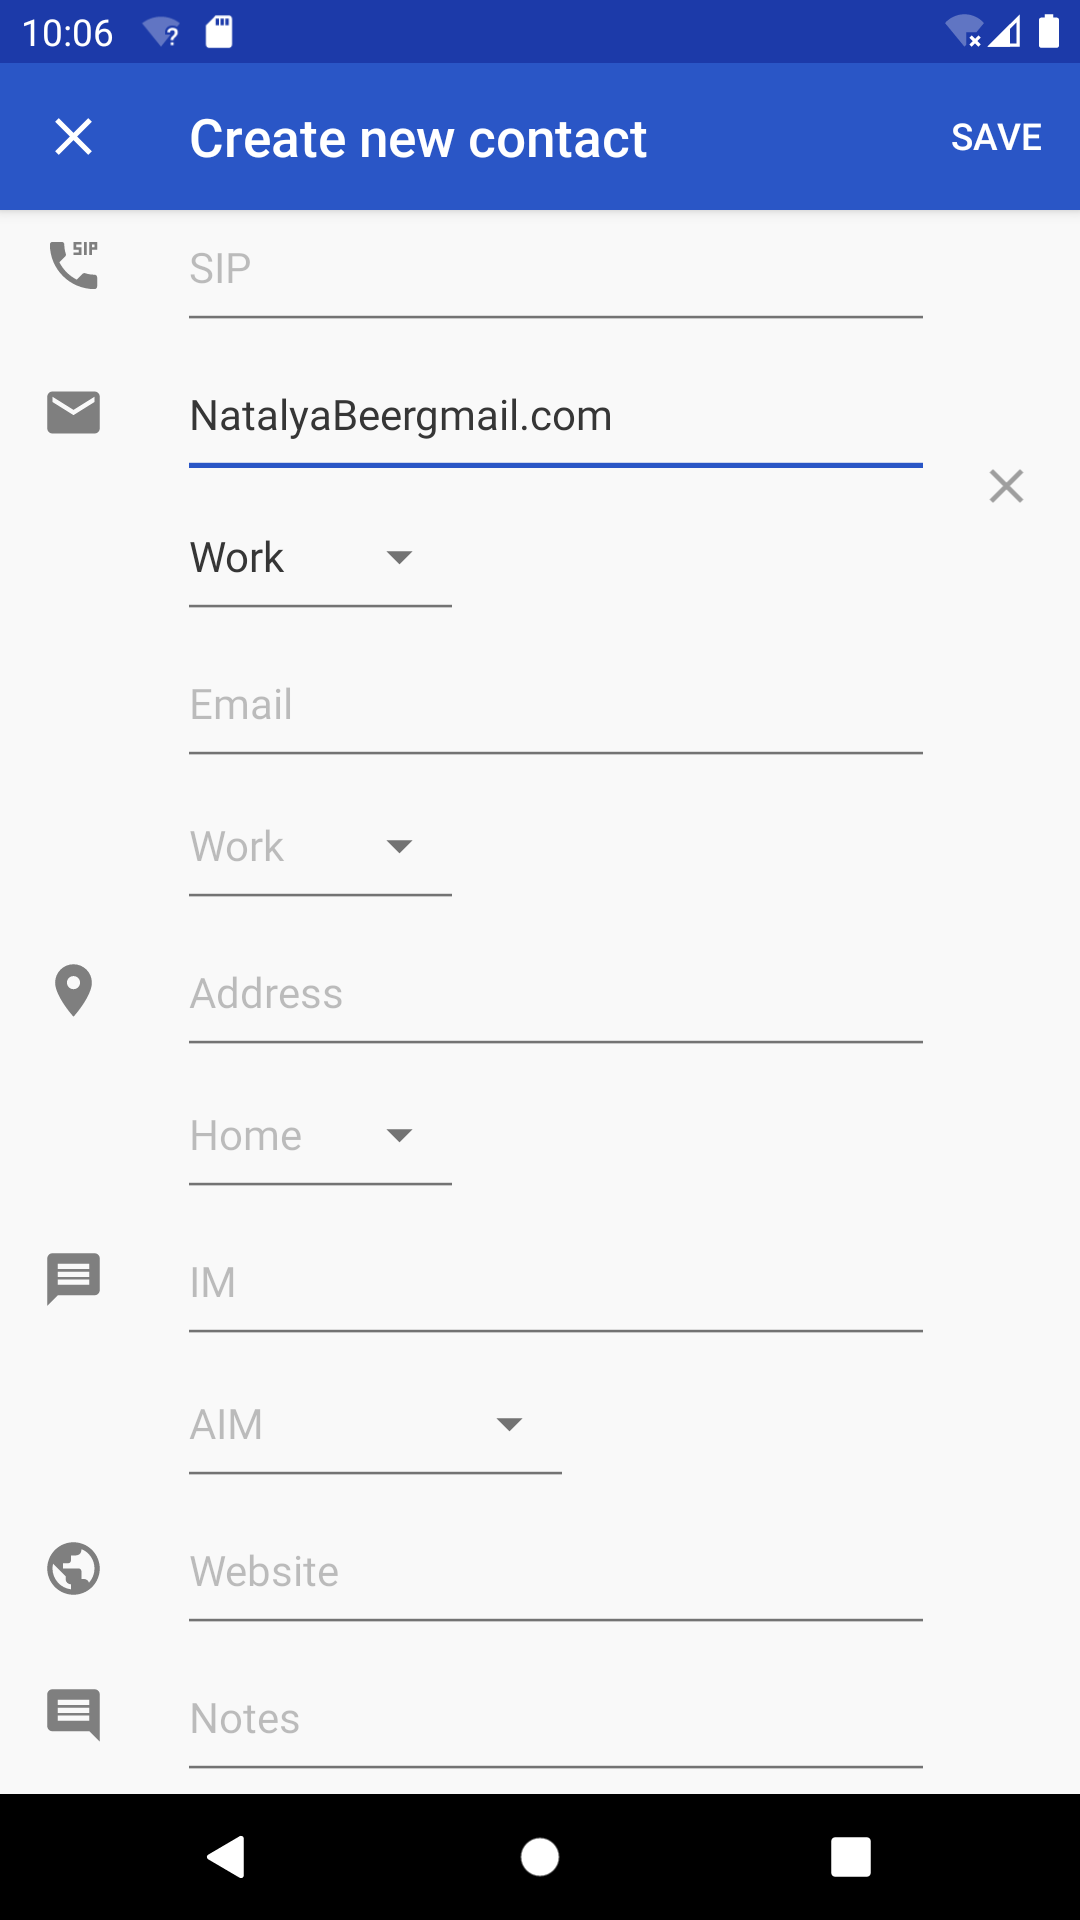 10:06
Create new contact
SAVE
SIP
SIP
NatalyaBeergmail.com
Work
Email
Work
Address
Home
IM
AIM
Website
Notes